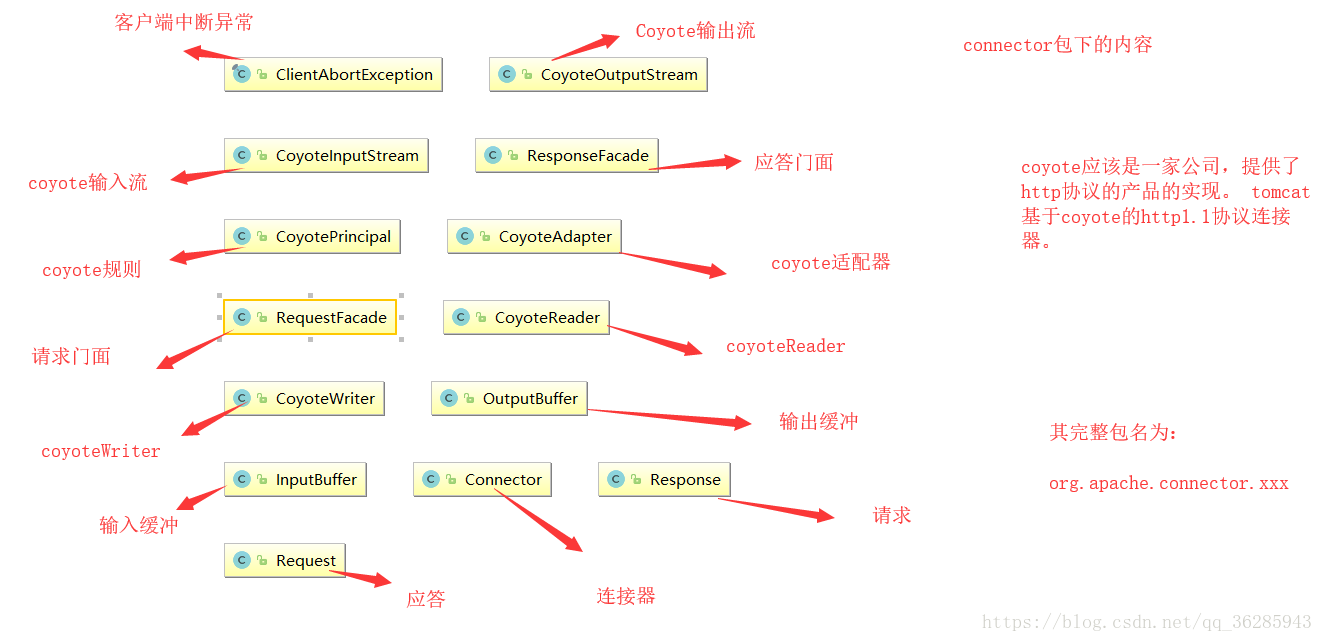 客户端中断异常
Coyote输出流
connector包下的内容
ClientAbortException
CoyoteOutputStream
CoyoteInputStream
ResponseFacade
应答门面
coyote应该是一家公司，提供了
http协议的产品的实现。 tomcat
基于coyote的http1.1协议连接
器。
coyote输入流
CoyotePrincipal
CoyoteAdapter
coyote规则
coyote适配器
RequestFacade
CoyoteReader
请求门面
coyoteReader
CoyoteWriter
OutputBuffer
输出缓冲
其完整包名为：
coyoteWriter
InputBuffer
Connector
Response
org.apache.connector.xxx
输入缓冲
请求
Request
应答
连接器
https://blog.csdn.net/qq_36285943